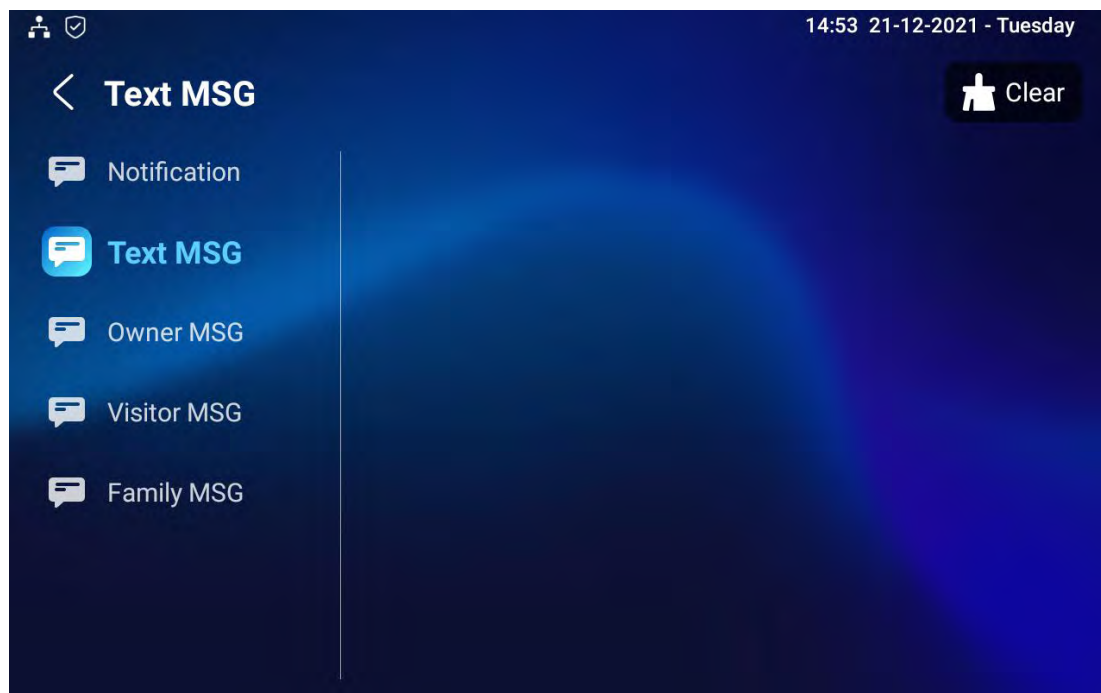 14:53 21-12-2021 - Tuesday
Text MSG
Clear
Notification
Text MSG
Owner MSG
Visitor MSG
Family MSG